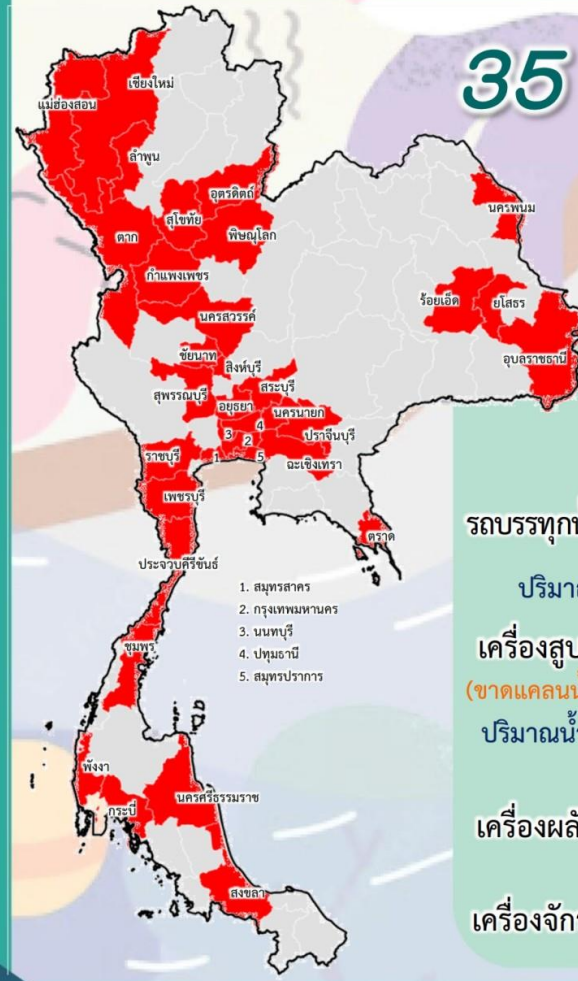 35
เชียงใหม่
แม่ฮ่องสอน
ลำพูน
อุตรดิตถ์
สุโขทัย
ตาก
พิษณุโลก
นครพนม
กำแพงเพชร
ร้อยเอ็ด
ยโสธร
นครสวรรค์
อุบลราชธานี
ชัยนาท
สิงห์บุรี
สระบุรี
สุพรรณบุรี
อยุธยา
นครนายก
4
3
2
ปราจีนบุรี
ราชบุรี
1
5
ฉะเชิงเทรา
เพชรบุรี
ตราด
ประจวบคีรีขันธ์
1. สมุทรสาคร
2. กรุงเทพมหานคร
3. นนทบุรี
4. ปทุมธานี
5. สมุทรปราการ
ชุมพร
พังงา
นครศรีธรรมราช
กระบี่
สงขลา
รถบรรทุก
ปริมา
เครื่องสูบ
(ขาดแคลน
ปริมาณน้ำ
เครื่องผลั
เครื่องจักร